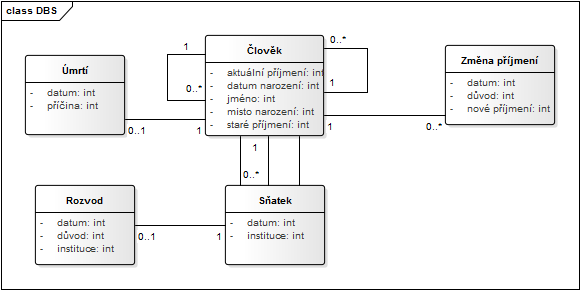 class DBS
Člověk
- aktuální příjmení: int
- datum narození: int
- jméno: int
- misto narození: int
- staré příjmení: int
Úmrtí
- datum: int
- příčina: int
Změna příjmení
- datum: int
- důvod: int
- nové příjmení: int
Rozvod
- datum: int
- důvod: int
- instituce: int
Sňatek
- datum: int
- instituce: int
1
0..*
0..*
1
0..1
1
1
0..*
1
1
0..*
0..1
1